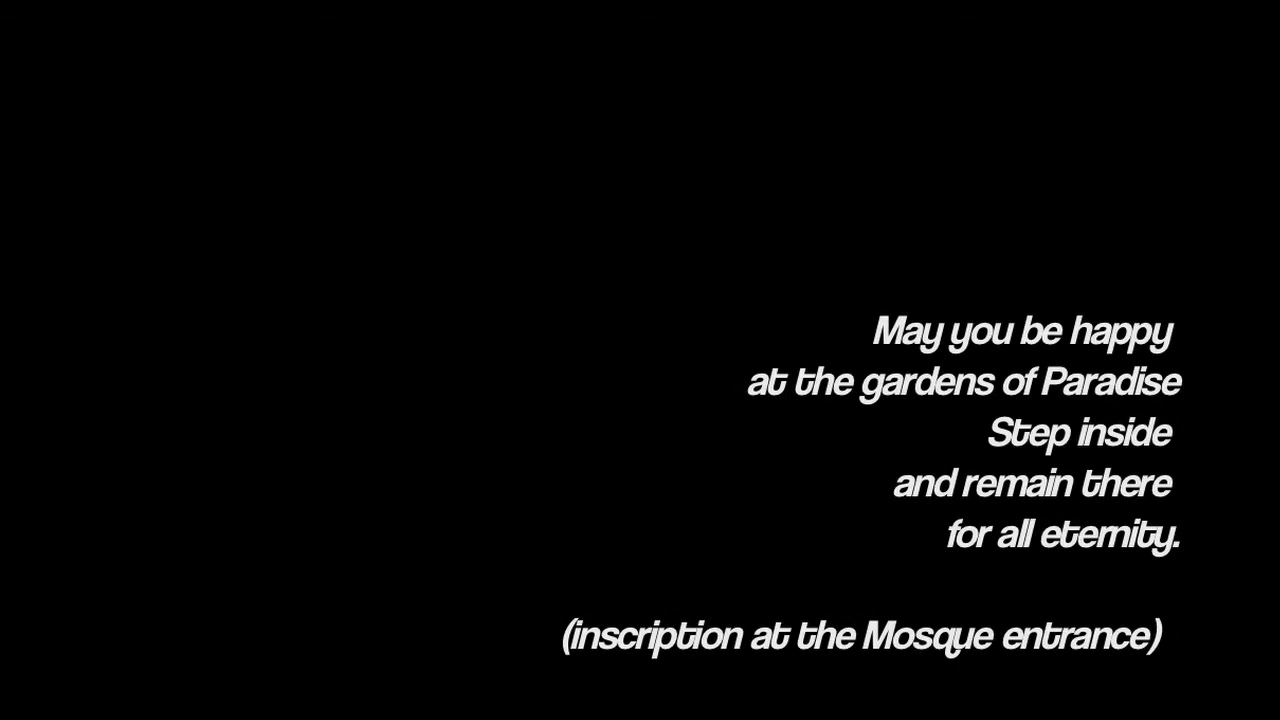 May you be happy
at the gardens of Paradise
Step inside
and remain there
for all eternity.
(inscription at the Mosque entrance)